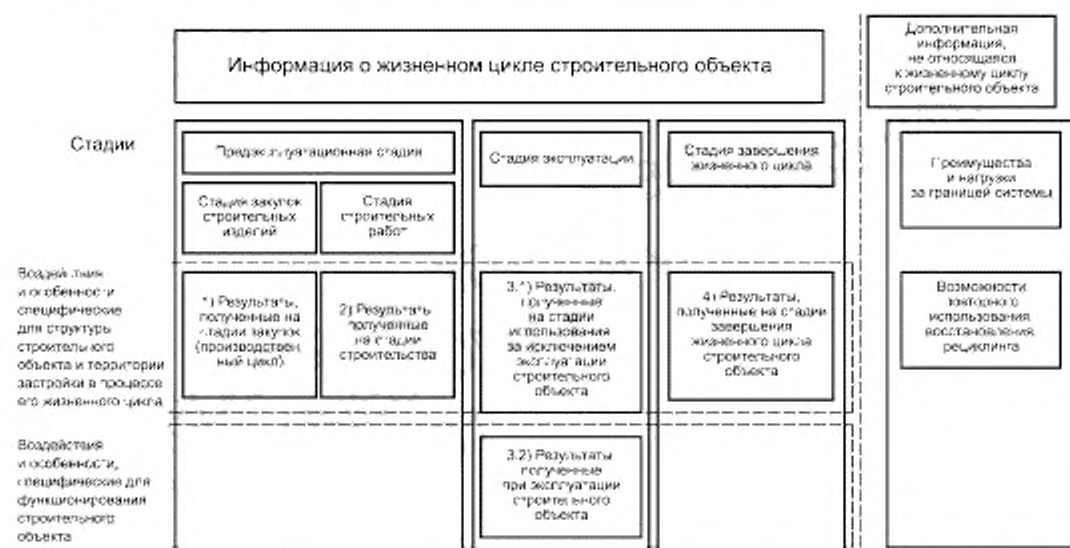 Информация о жизненном цикле строительного объекта
Дополнительная
информация,
не относящаяся
к жизненному циклу
строительного объекта
Стадии
Предэксплуатационная стадия
Стадия эксплуатации
Стадия завершения
жизненного цикла
Преимущества
и нагрузки
за границей системы
Стадия закупок
строительных
изделий
Стадия
строительных
работ
Воздействия
и особенности
специфические
для структуры
строительного
объекта и территории
застройки в процессе
его жизненного цикла
1) Результаты,
полученные на
стадии закупок
(производствен
ный цикл)
2) Результаты
полученные
на стадии
строительства
3.1) Результаты,
полученные
на стадии
использования
за исключением
эксплуатации
строительного
объекта
4) Результаты,
полученные на стадии
завершения
жизненного цикла
строительного
объекта
Возможности
повторного
использования,
восстановления,
рециклинга
Воздействия
и особенности,
специфические для
функционирования
строительного
объекта
3.2) Результаты
полученные
при эксплуатации
строительного
объекта